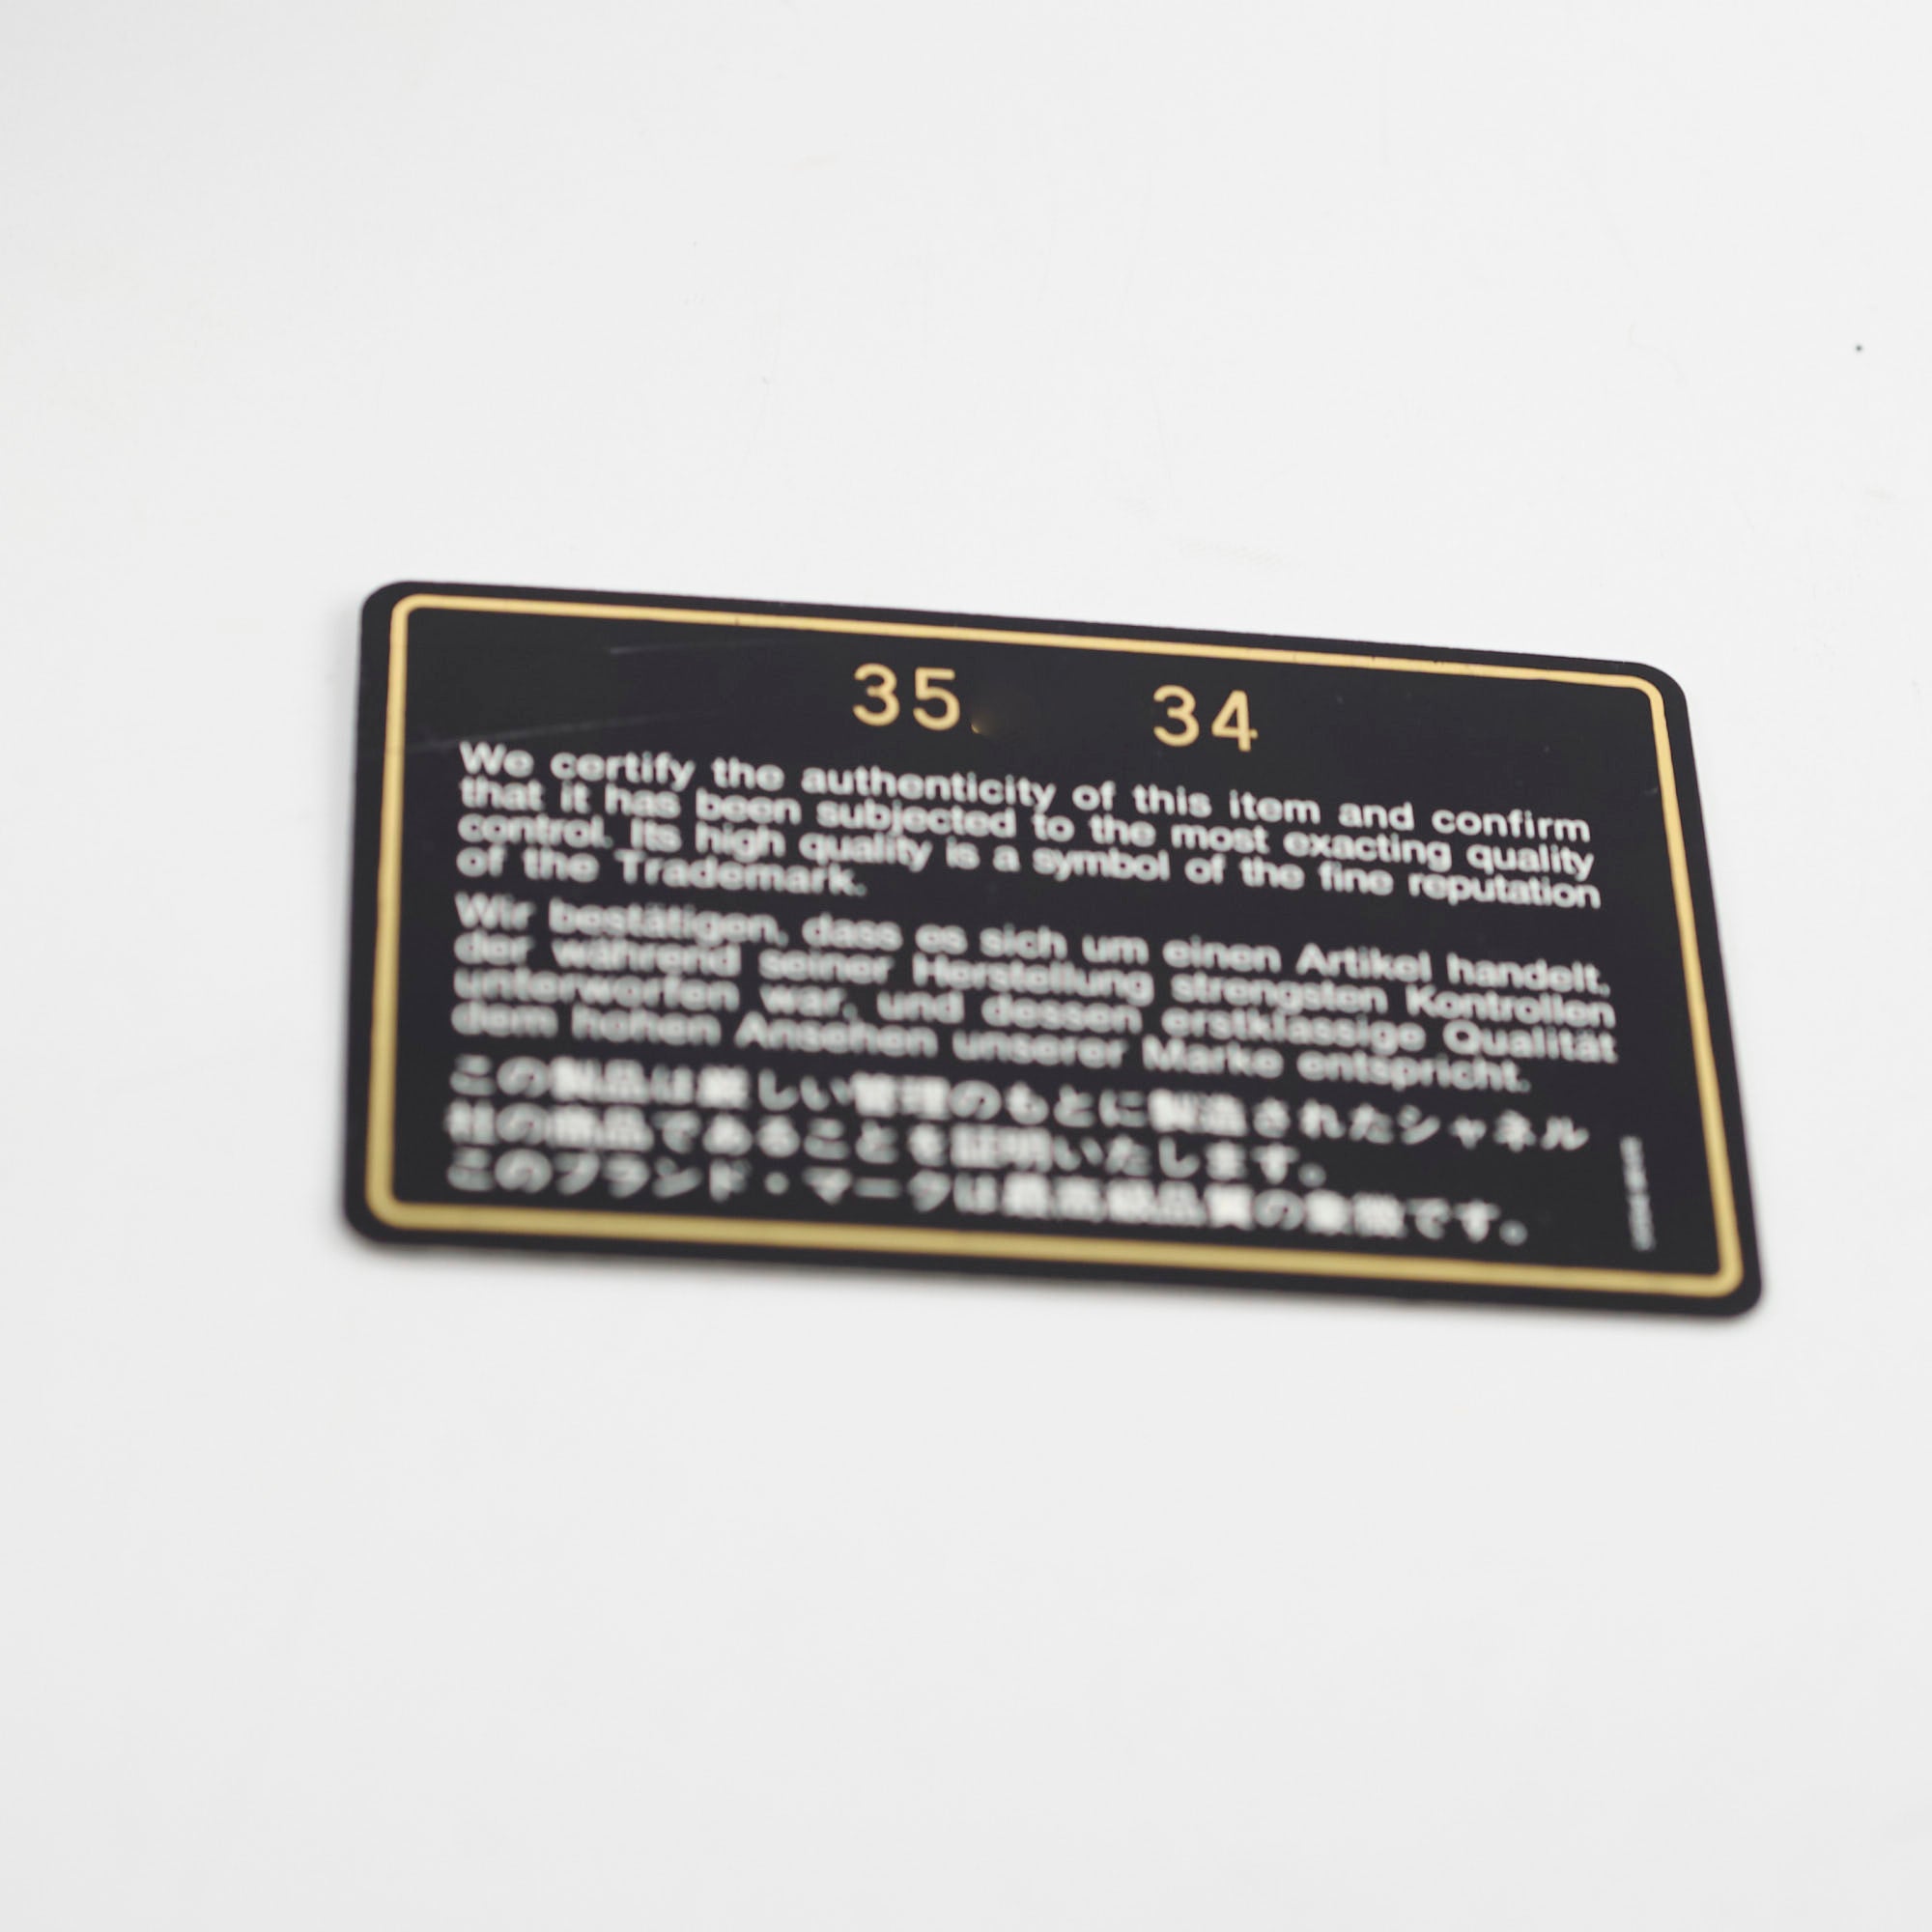 35 34
We certify the authenticity of this item and confirm
that it has been subjected to the most exacting quality
control. Its high quality is a symbol of the fine reputation
of the Trademark.
Wir bestätigen, dass es sich um einen Artikel handelt,
der während seiner Herstellung strengsten Kontrollen
unterworfen war, und dessen erstklassige Qualität
dem hohen Ansehen unserer Marke entspricht.
この製品は厳しい管理のもとに製造されたシャネル
社の商品であることを証明いたします。
このブランド・マークは最高級品質の象徴です。